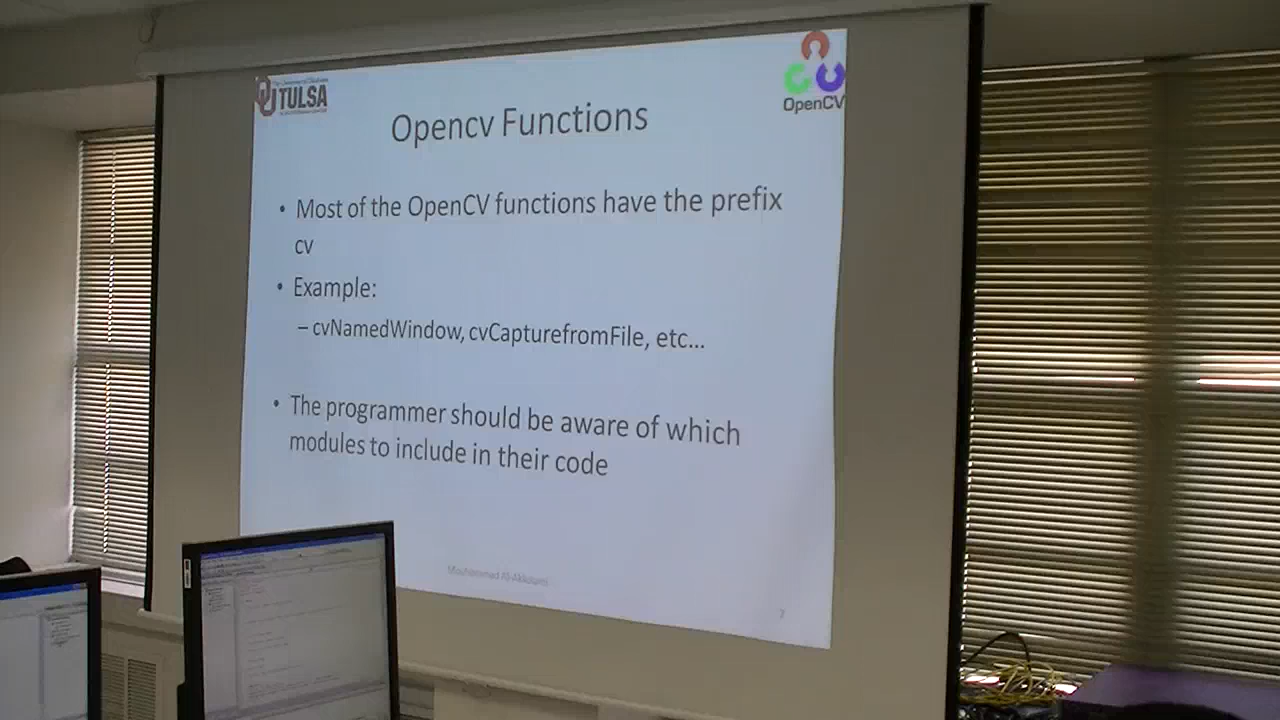 TULSA
OpenCV
Opencv Functions
• Most of the OpenCV functions have the prefix
cv
• Example:
– cvNamedWindow, cvCapturefromFile, etc...
• The programmer should be aware of which
modules to include in their code
7